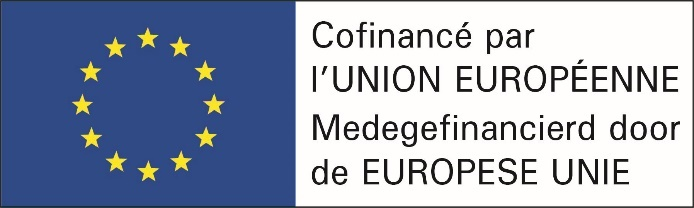 Cofinancé par
l'UNION EUROPÉENNE
Medegefinancierd door
de EUROPESE UNIE